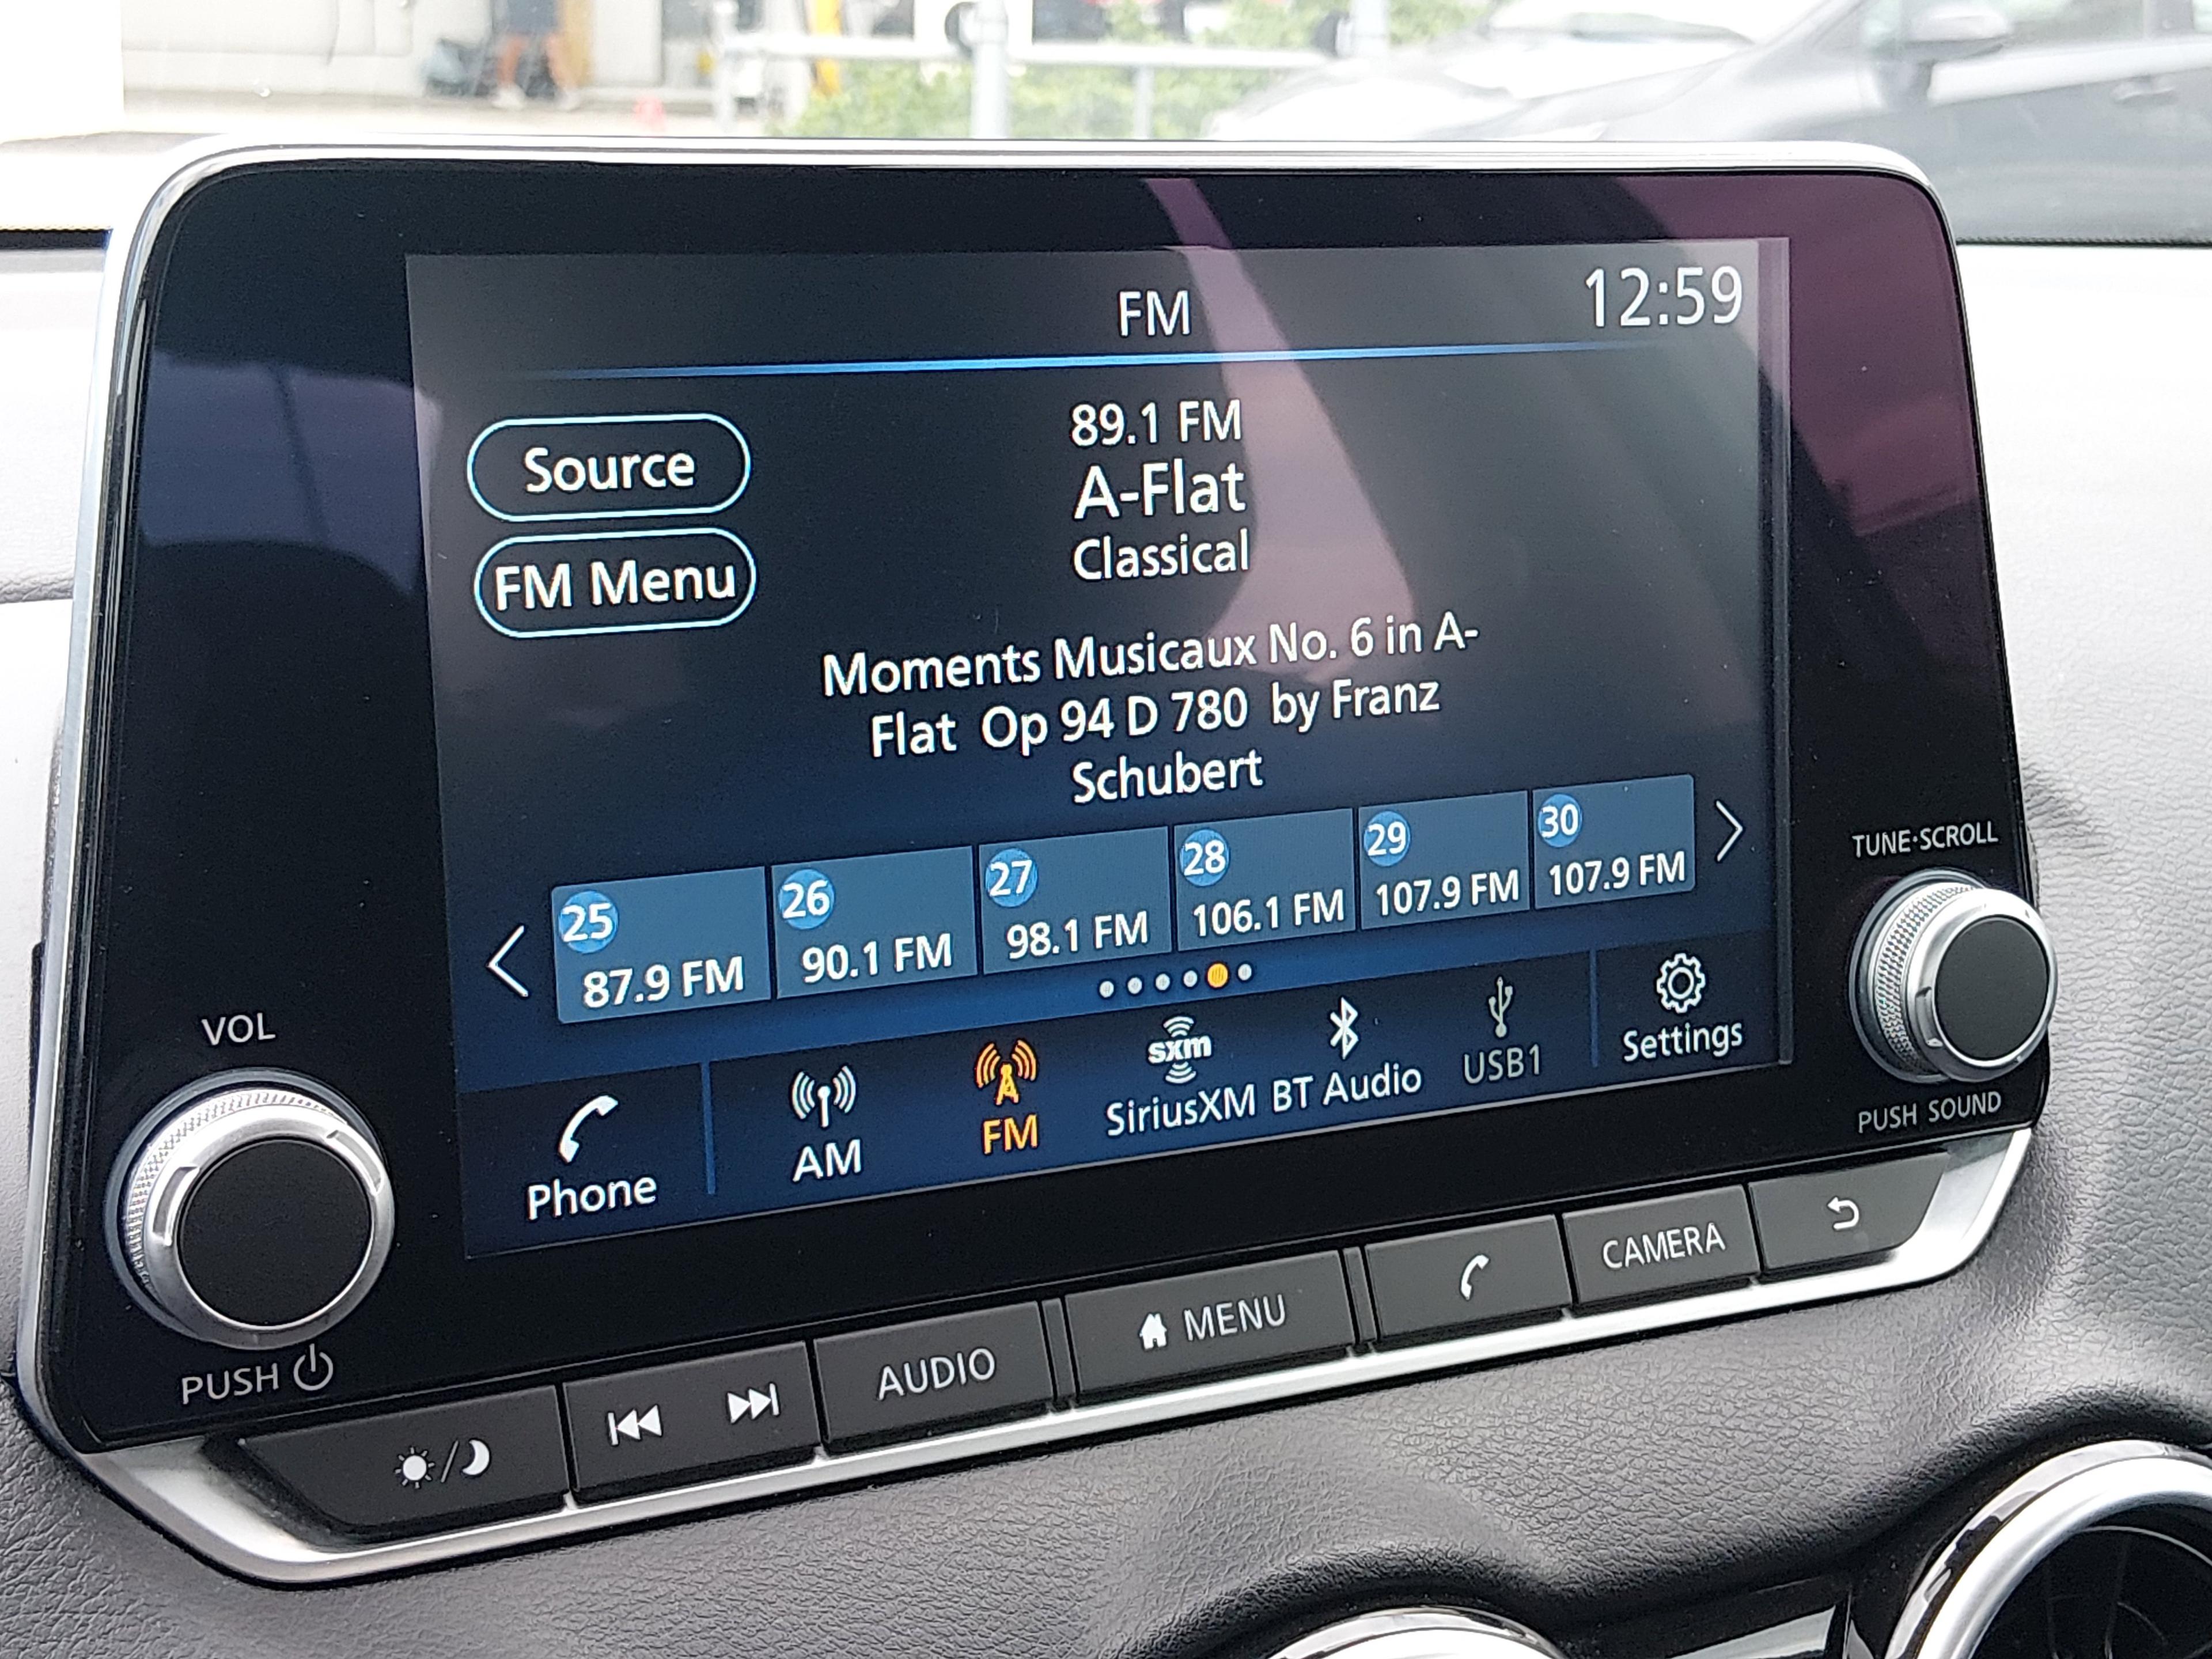 FM
12:59
Source
FM Menu
89.1 FM
A-Flat
Classical
Moments Musicaux No. 6 in A-
Flat Op 94 D 780 by Franz
Schubert
25
87.9 FM
26
90.1 FM
27
98.1 FM
28
106.1 FM
29
107.9 FM
30
107.9 FM
Phone
AM
FM
sxm
SiriusXM
BT Audio
USB1
Settings
VOL
PUSH
TUNE·SCROLL
PUSH SOUND
AUDIO
MENU
CAMERA